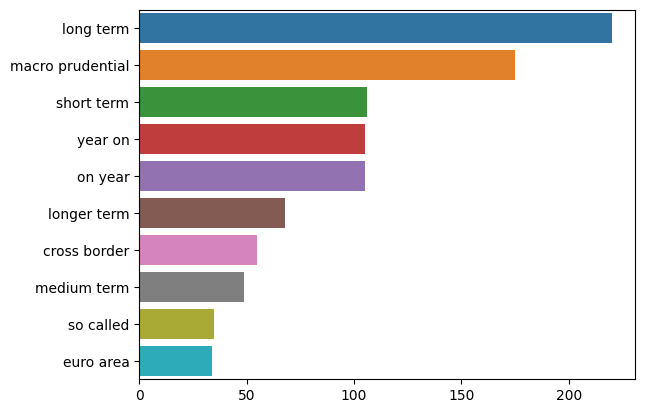 long term
macro prudential
short term
year on
on year
longer term
cross border
medium term
so called
euro area
0 50 100 150 200